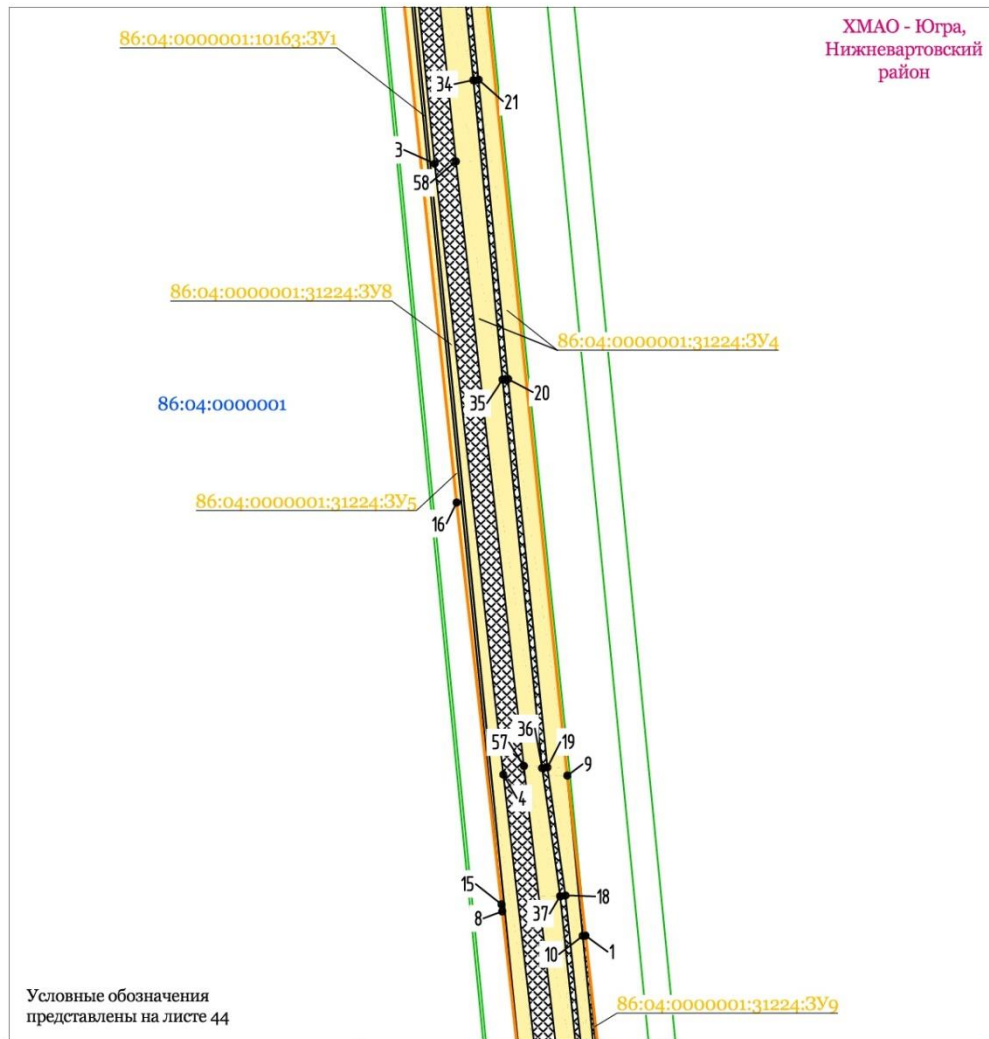 ХМАО - Югра,
Нижневартовский
район
86:04:0000001:10163:ЗУ1
34
21
3
58
86:04:0000001:31224:ЗУ8
86:04:0000001:31224:ЗУ4
35
20
86:04:0000001
86:04:0000001:31224:ЗУ5
16
36
19
57
9
4
15
8
37
18
10
1
Условные обозначения
представлены на листе 44
86:04:0000001:31224:ЗУ9